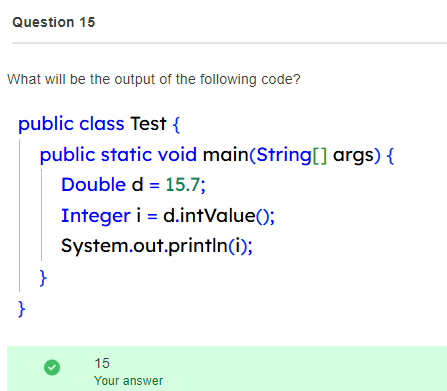 Question 15
What will be the output of the following code?
public class Test {
public static void main(String[] args) {
Double d = 15.7;
Integer i = d.intValue();
System.out.println(i);
}
}
15
Your answer